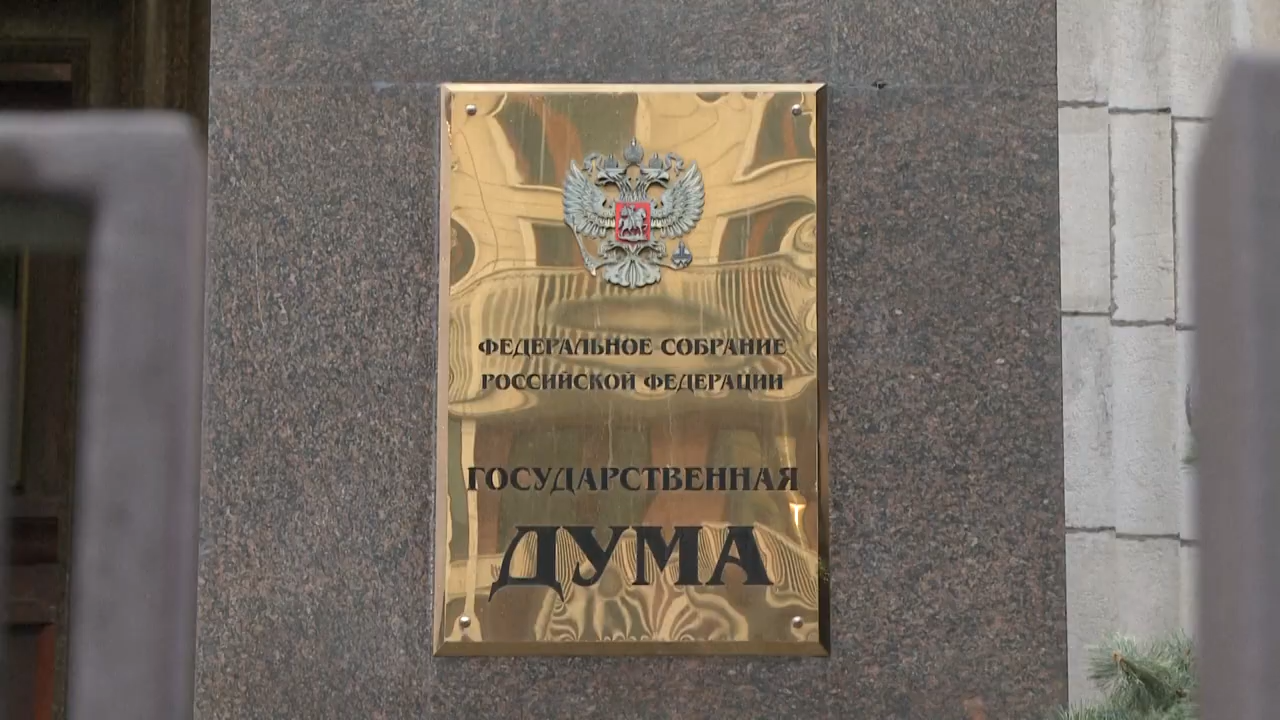 ФЕДЕРАЛЬНОЕ СОБРАНИЕ
РОССИЙСКОЙ ФЕДЕРАЦИИ
ГОСУДАРСТВЕННАЯ
ДУМА